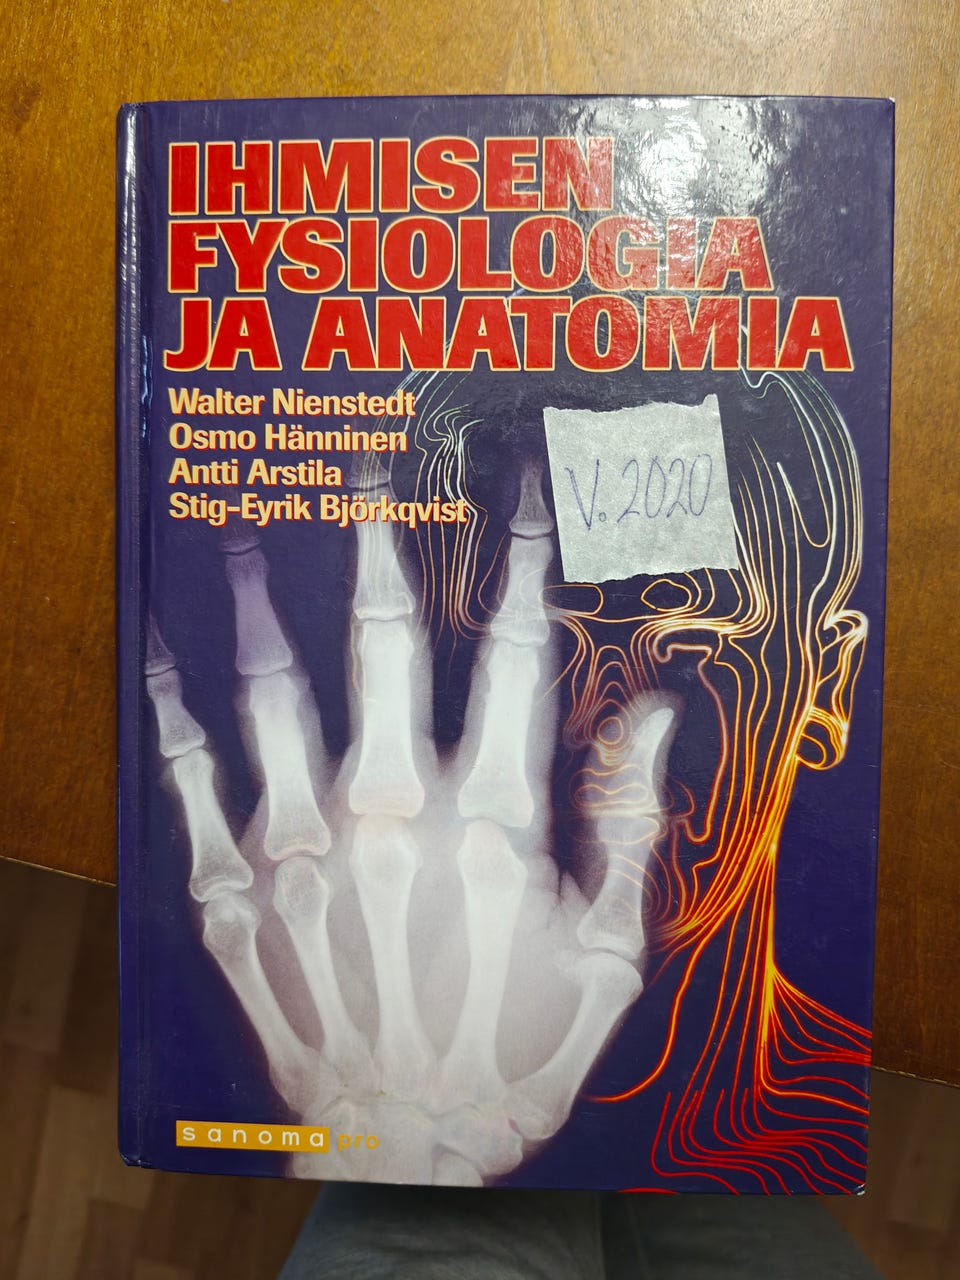 IHMISEN
FYSIOLOGIA
JA ANATOMIA
Walter Nienstedt
Osmo Hänninen
Antti Arstila
Stig-Eyrik Björkqvist
V. 2020
sanoma pro